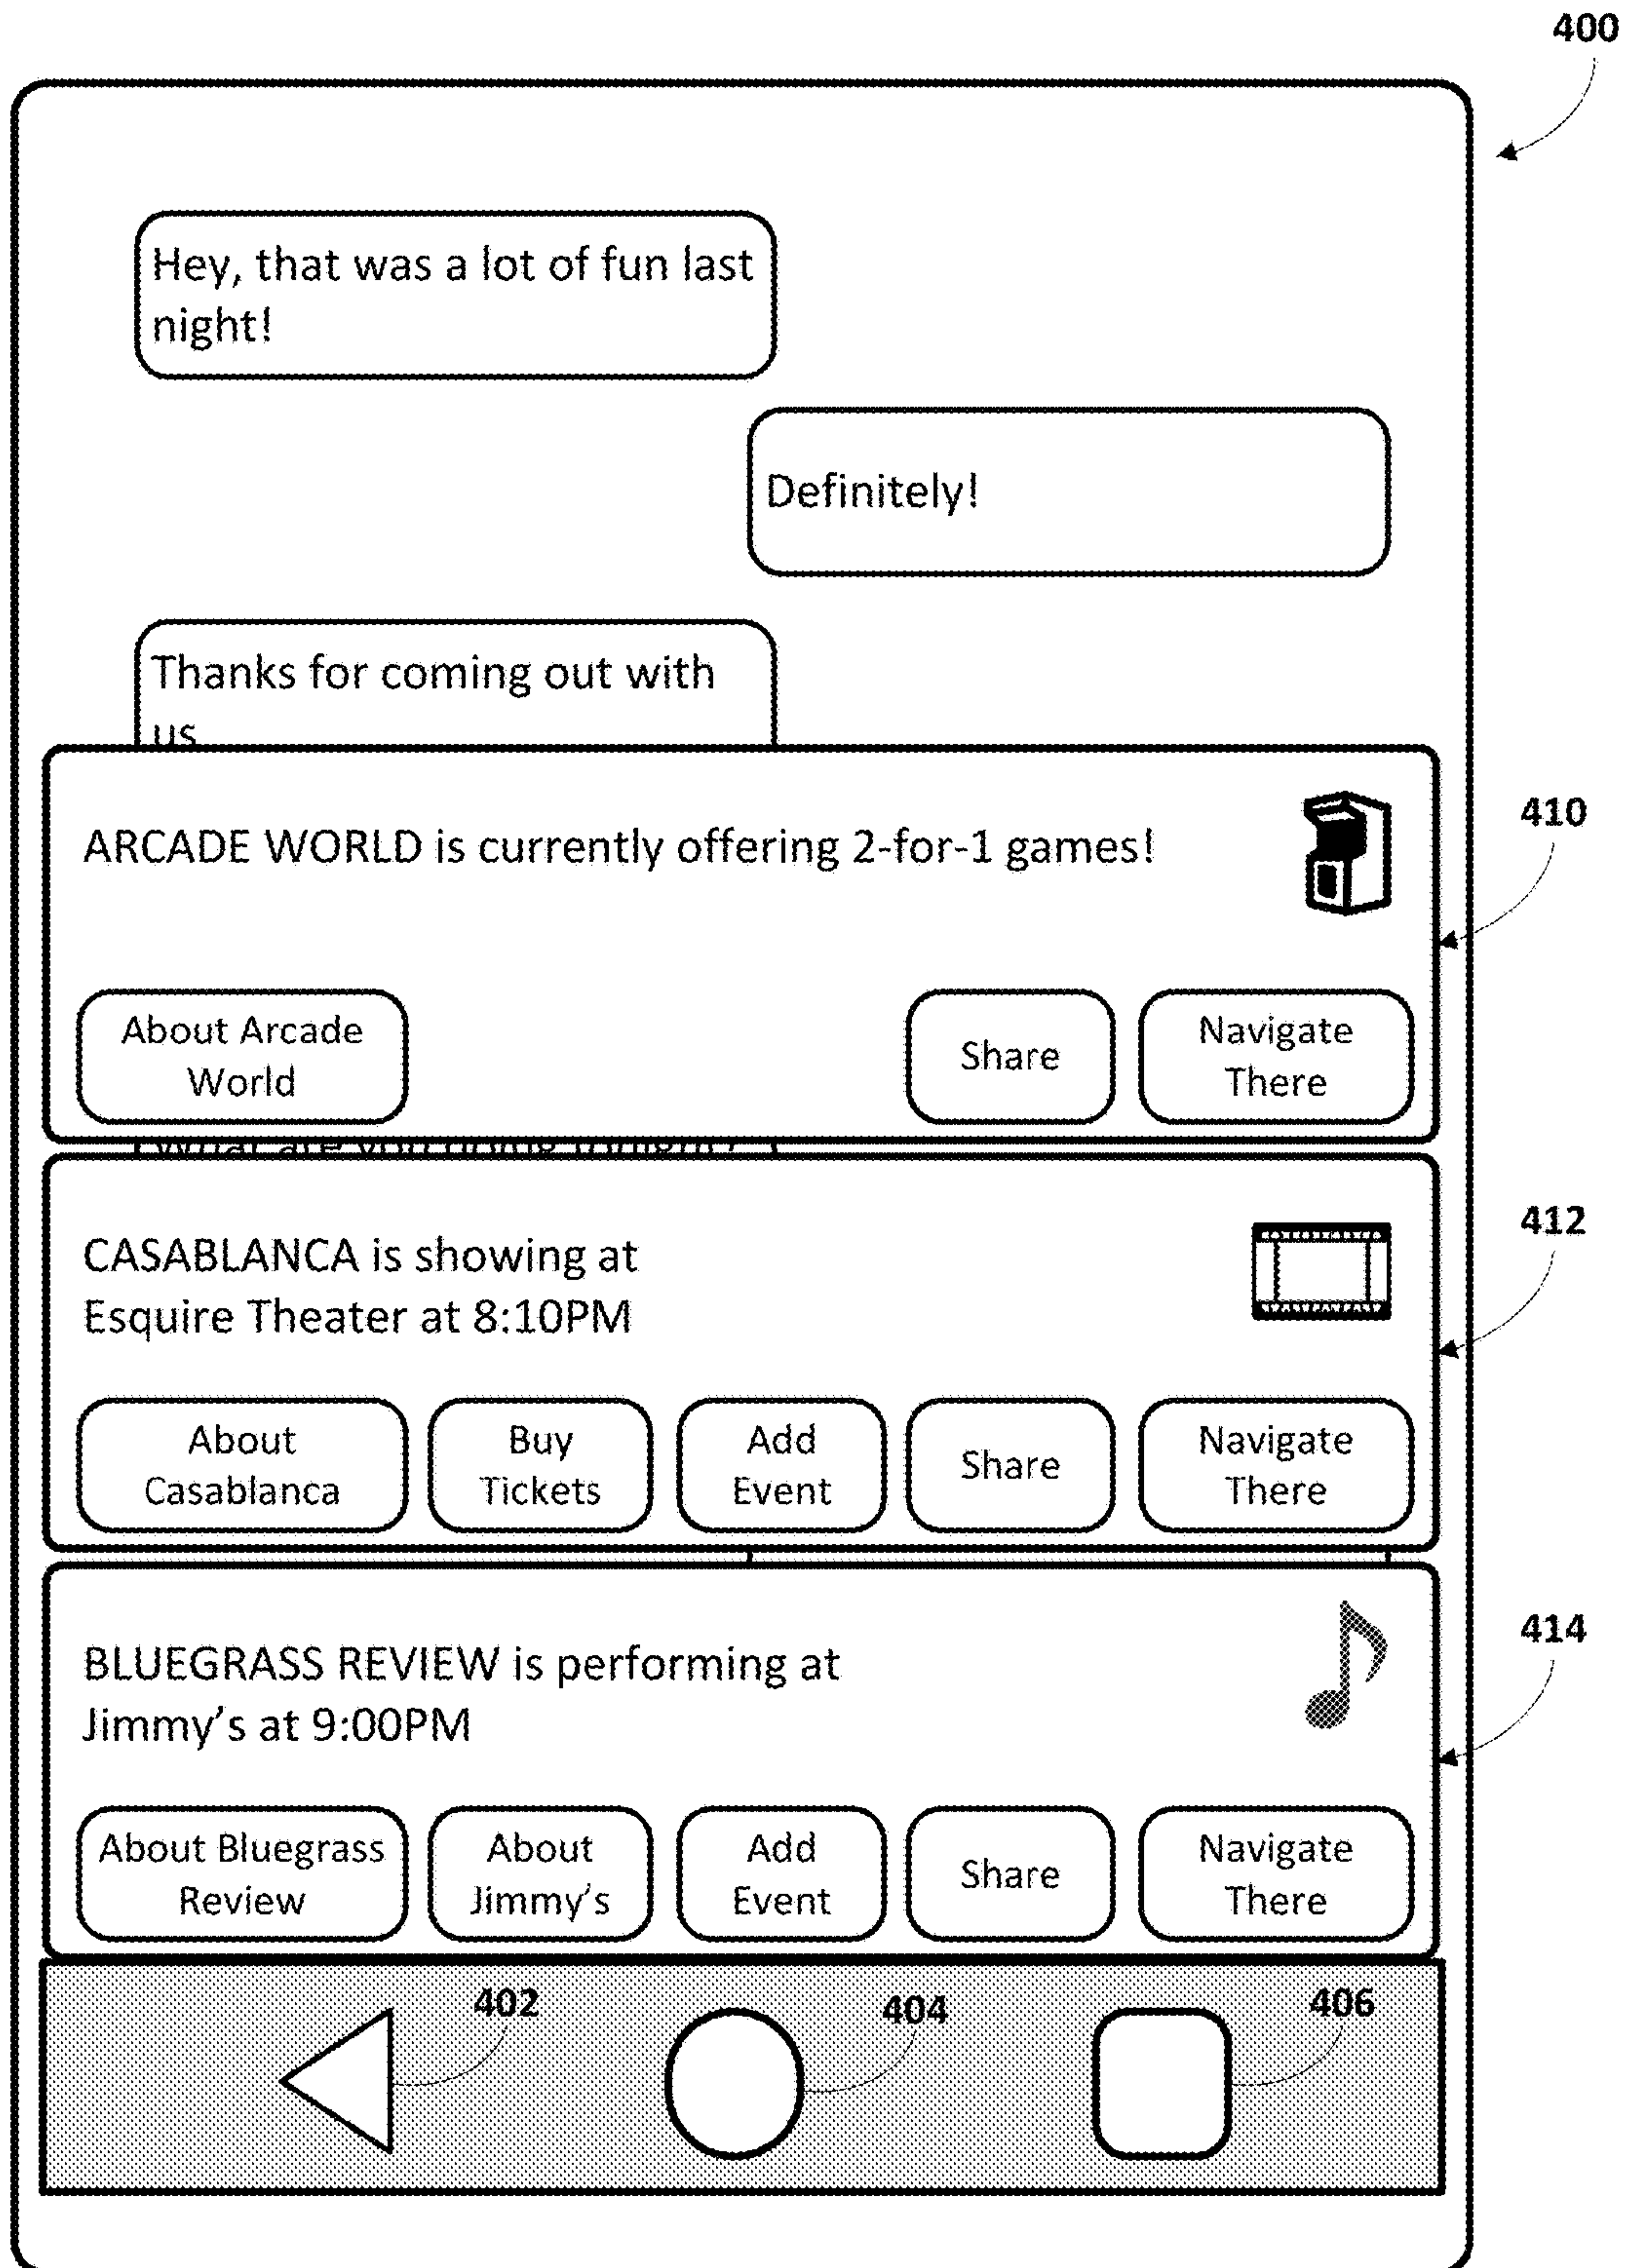 400
Hey, that was a lot of fun last
night!
Definitely!
Thanks for coming out with
us
410
ARCADE WORLD is currently offering 2-for-1 games!
About Arcade
World
Share
Navigate
There
412
CASABLANCA is showing at
Esquire Theater at 8:10PM
About
Casablanca
Buy
Tickets
Add
Event
Share
Navigate
There
414
BLUEGRASS REVIEW is performing at
Jimmy's at 9:00PM
About Bluegrass
Review
About
Jimmy's
Add
Event
Share
Navigate
There
402
404
406